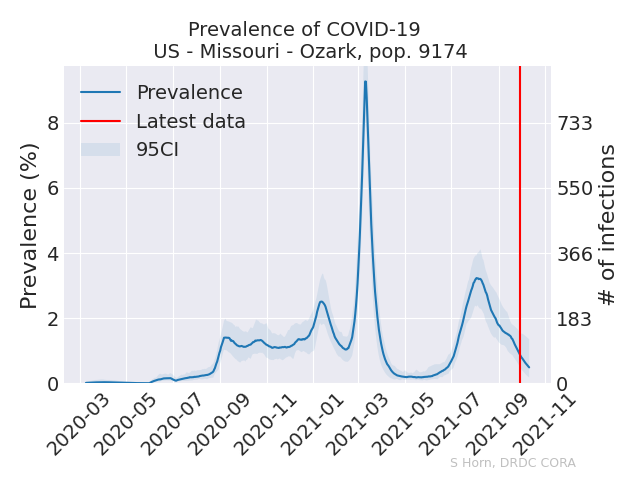 Prevalence of COVID-19
US - Missouri - Ozark, pop. 9174
Prevalence
Latest data
95CI
Prevalence (%)
8
6
4
2
0
# of infections
733
550
366
183
0
2020-03
2020-05
2020-07
2020-09
2020-11
2021-01
2021-03
2021-05
2021-07
2021-09
2021-11
S Horn, DRDC CORA